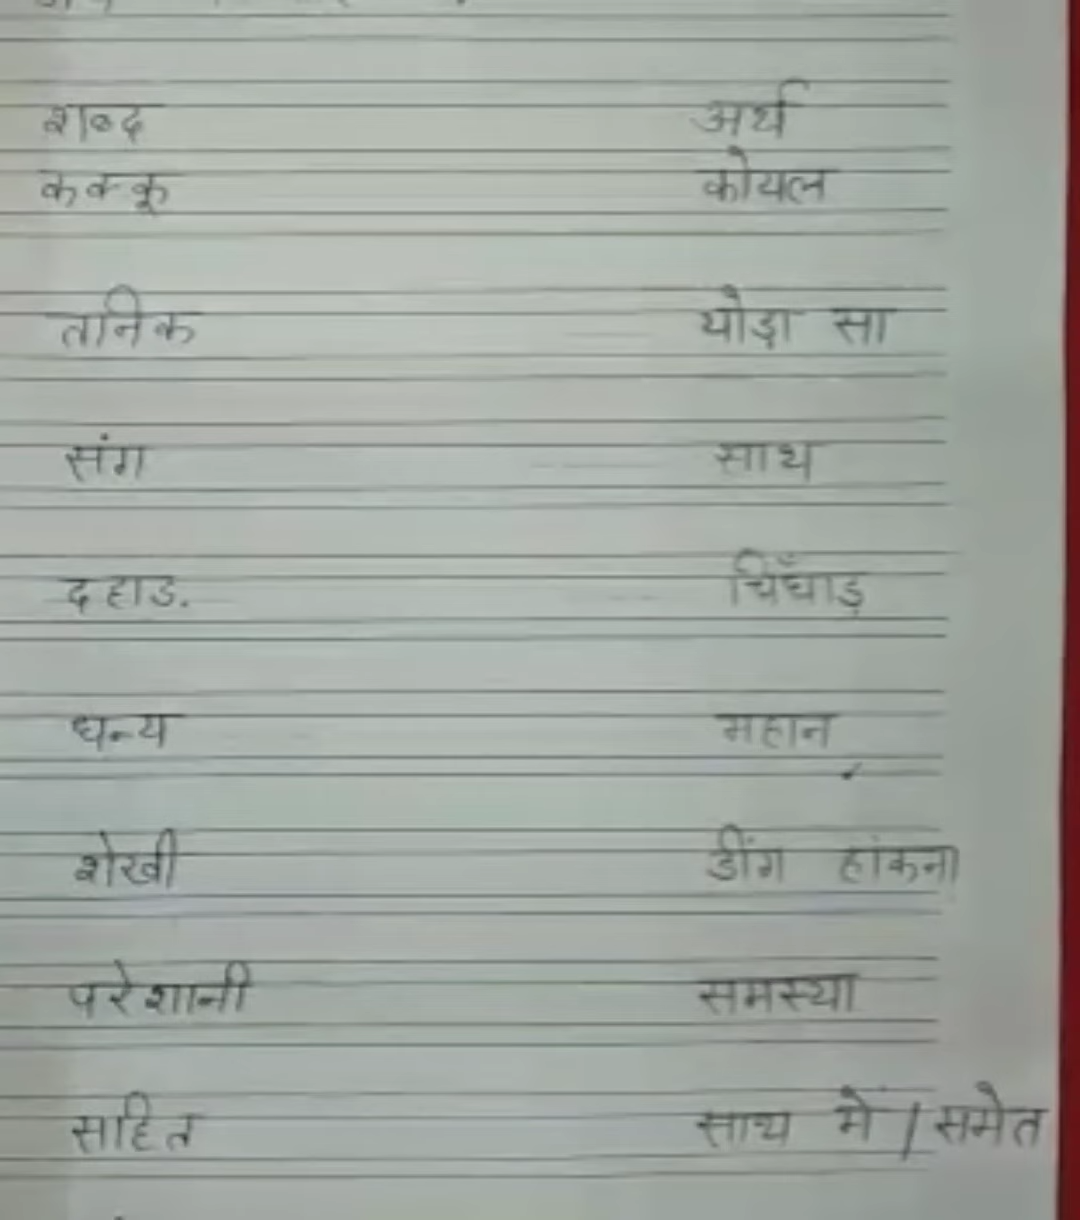 शब्द अर्थ
कक्कू कोयल
तनिक थोड़ा सा
संग साथ
दहाड. चिँघाड़
धन्य महान
शेखी डींग हांकना
परेशानी समस्या
सहित साथ में / समेत